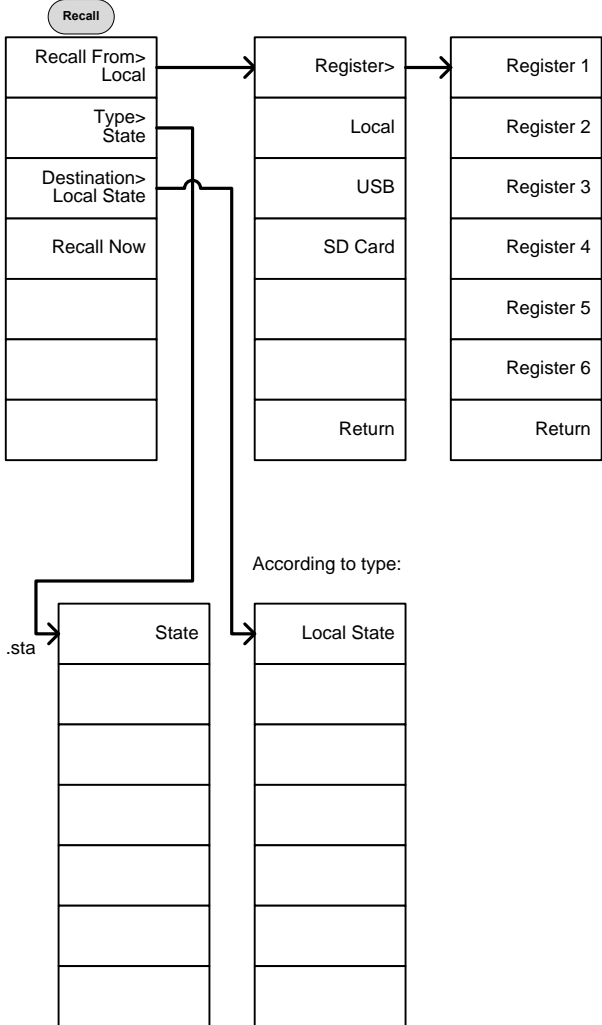 Recall
Recall From>
Local
Type>
State
Destination>
Local State
Recall Now
Register>
Local
USB
SD Card
Return
Register 1
Register 2
Register 3
Register 4
Register 5
Register 6
Return
According to type:
.sta
State
Local State